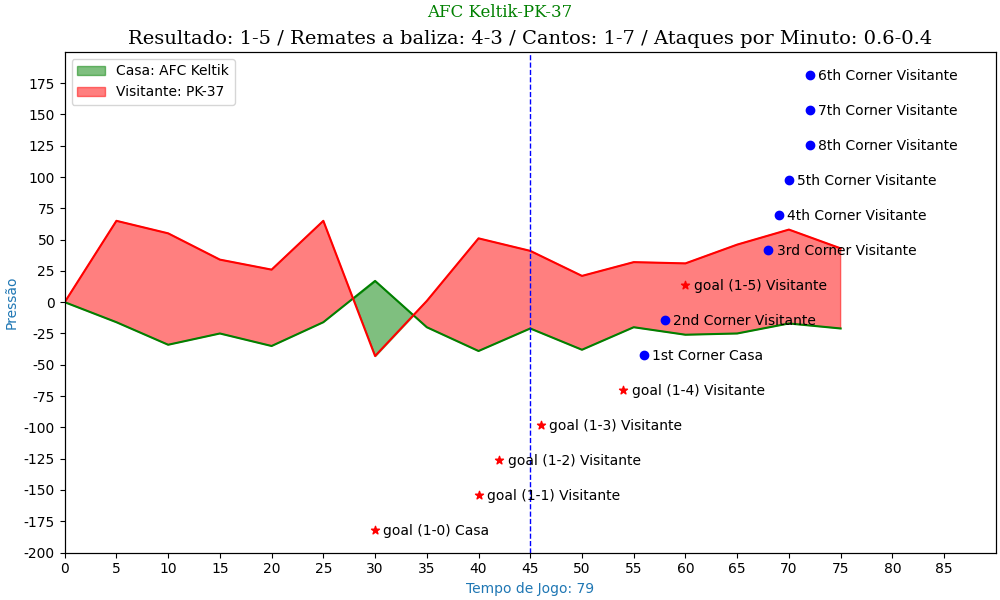 AFC Keltik-PK-37
Resultado: 1-5 / Remates a baliza: 4-3 / Cantos: 1-7 / Ataques por Minuto: 0.6-0.4
Casa: AFC Keltik
Visitante: PK-37
6th Corner Visitante
7th Corner Visitante
8th Corner Visitante
5th Corner Visitante
4th Corner Visitante
3rd Corner Visitante
goal (1-5) Visitante
2nd Corner Visitante
1st Corner Casa
goal (1-4) Visitante
goal (1-3) Visitante
goal (1-2) Visitante
goal (1-1) Visitante
goal (1-0) Casa
175
150
125
100
75
50
25
0
-25
-50
-75
-100
-125
-150
-175
-200
Pressão
0 5 10 15 20 25 30 35 40 45 50 55 60 65 70 75 80 85
Tempo de Jogo: 79